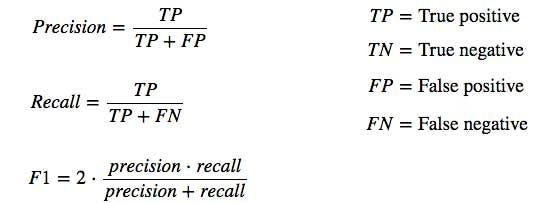 Precision = TP / TP + FP
Recall = TP / TP + FN
F1 = 2 · precision · recall / precision + recall
TP = True positive
TN = True negative
FP = False positive
FN = False negative